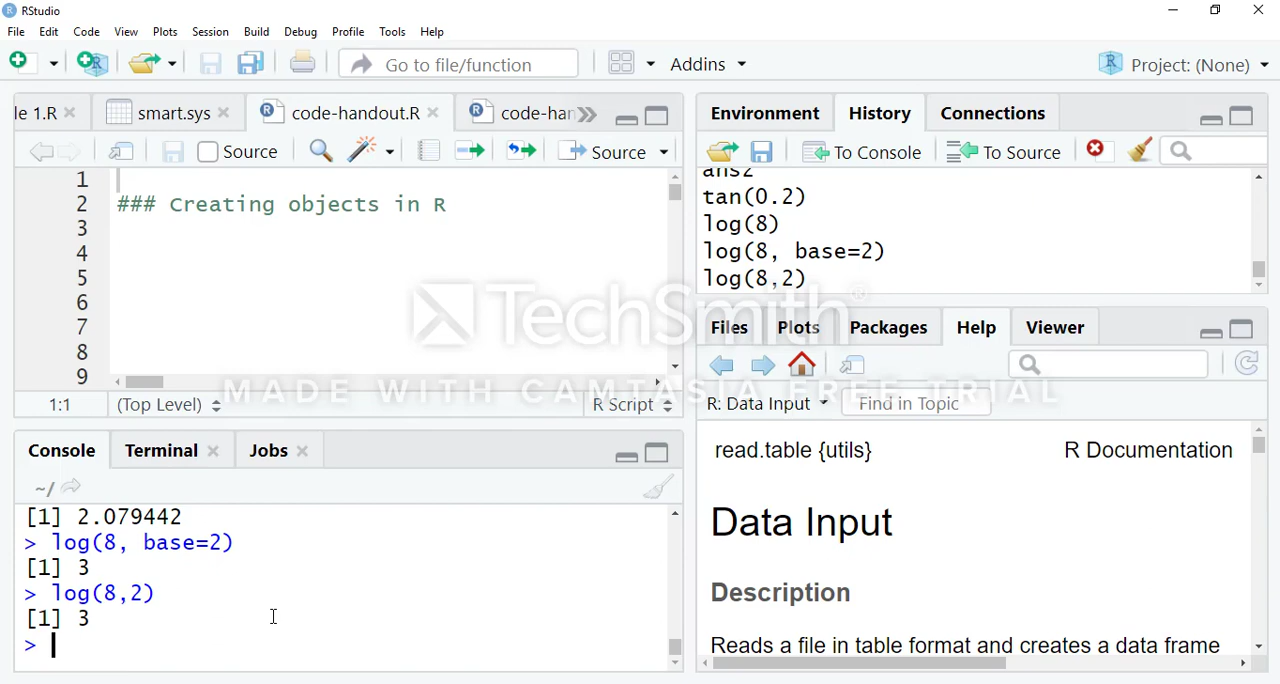 RStudio
File Edit Code View Plots Session Build Debug Profile Tools Help
Go to file/function Addins Project: (None)
le 1.R smart.sys code-handout.R code-han
Source Source
1
2 ### Creating objects in R
3
4
5
6
7
8
9
1:1 (Top Level) R Script
Console Terminal Jobs
~/
[1] 2.079442
> log(8, base=2)
[1] 3
> log(8,2)
[1] 3
>
Environment History Connections
To Console To Source
ans2
tan(0.2)
log(8)
log(8, base=2)
log(8,2)
Files Plots Packages Help Viewer
R: Data Input Find in Topic
read.table {utils} R Documentation
Data Input
Description
Reads a file in table format and creates a data frame
TechSmith®
MADE WITH CAMTASIA FREE TRIAL